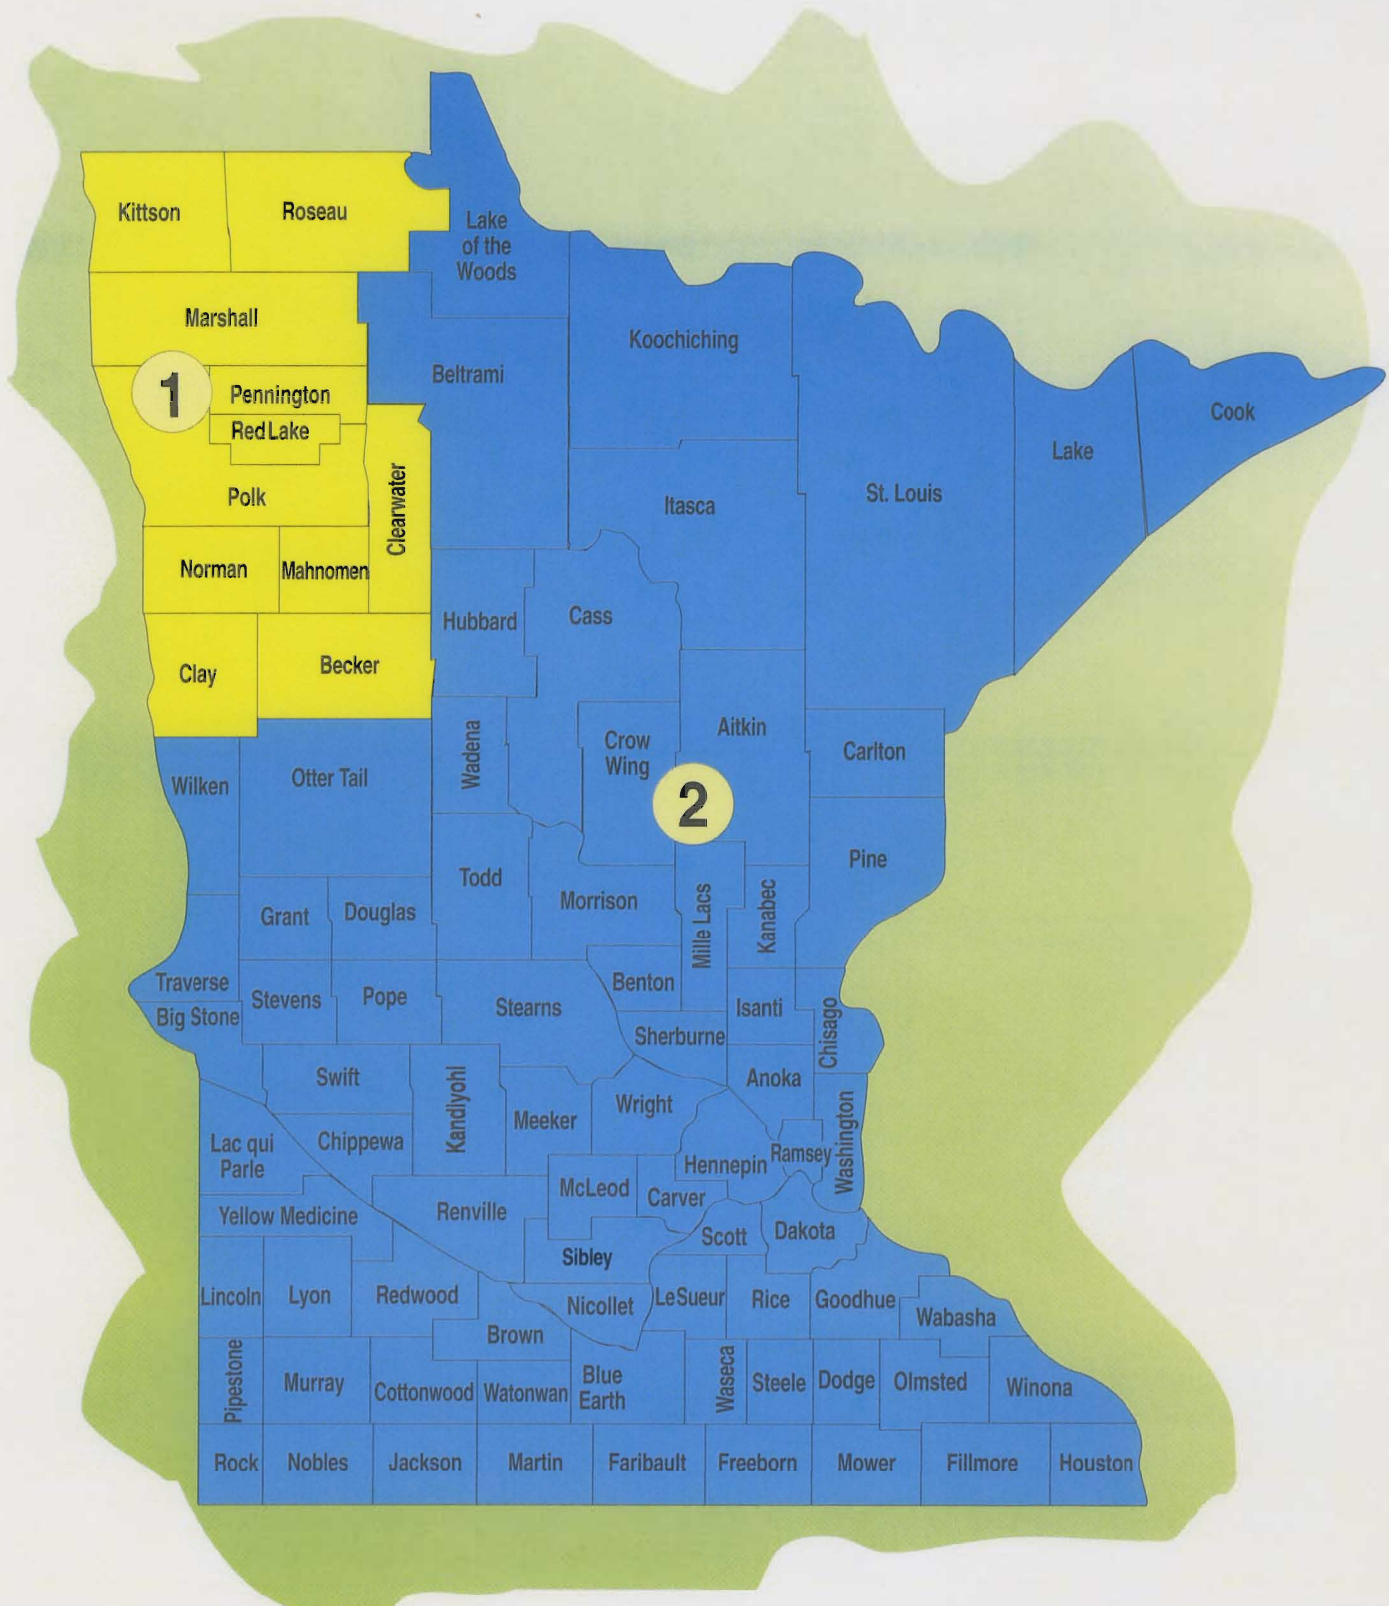 Kittson
Roseau
Lake
of the
Woods
Marshall
Koochiching
Beltrami
1
Pennington
Red Lake
Cook
Lake
Polk
Clearwater
Itasca
St. Louis
Norman
Mahnomen
Hubbard
Cass
Clay
Becker
Wadena
Crow
Wing
Aitkin
Carlton
Wilken
Otter Tail
2
Pine
Todd
Morrison
Mille Lacs
Kanabec
Grant
Douglas
Traverse
Benton
Big Stone
Stevens
Pope
Stearns
Isanti
Chisago
Sherburne
Swift
Kandiyohl
Anoka
Wright
Meeker
Washington
Lac qui
Parle
Chippewa
Hennepin
Ramsey
McLeod
Carver
Yellow Medicine
Renville
Scott
Dakota
Sibley
Lincoln
Lyon
Redwood
Nicollet
LeSueur
Rice
Goodhue
Wabasha
Brown
Pipestone
Murray
Cottonwood
Watonwan
Blue
Earth
Waseca
Steele
Dodge
Olmsted
Winona
Rock
Nobles
Jackson
Martin
Faribault
Freeborn
Mower
Fillmore
Houston